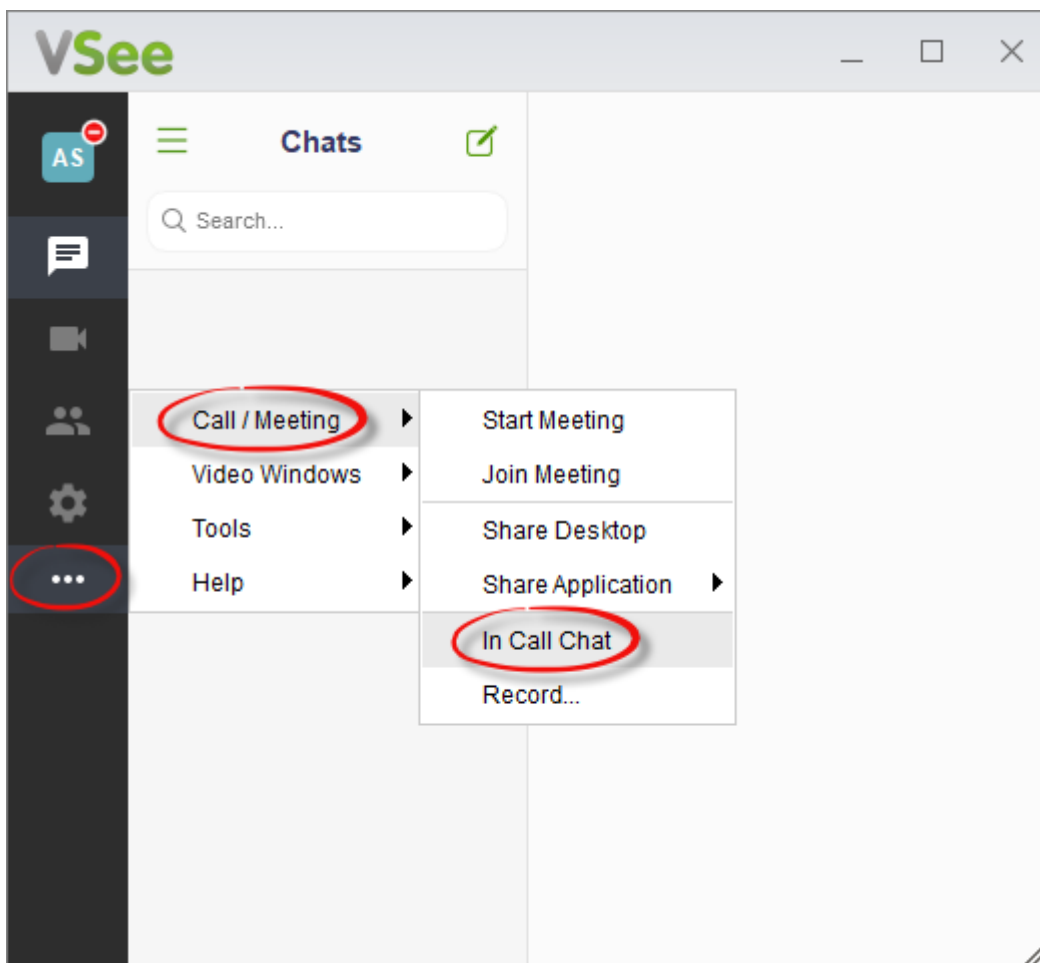 VSee
AS
Chats
Search...
Call / Meeting
Video Windows
Tools
Help
Start Meeting
Join Meeting
Share Desktop
Share Application
In Call Chat
Record...